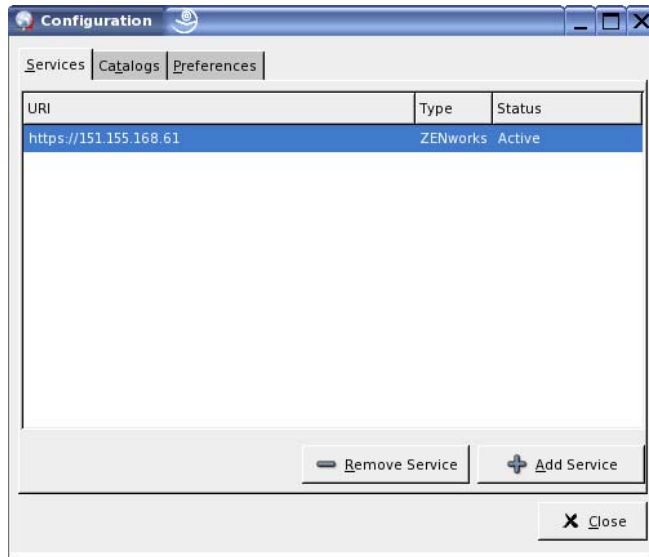 Configuration
Services Catalogs Preferences
URI Type Status
https://151.155.168.61 ZENworks Active
Remove Service Add Service
Close